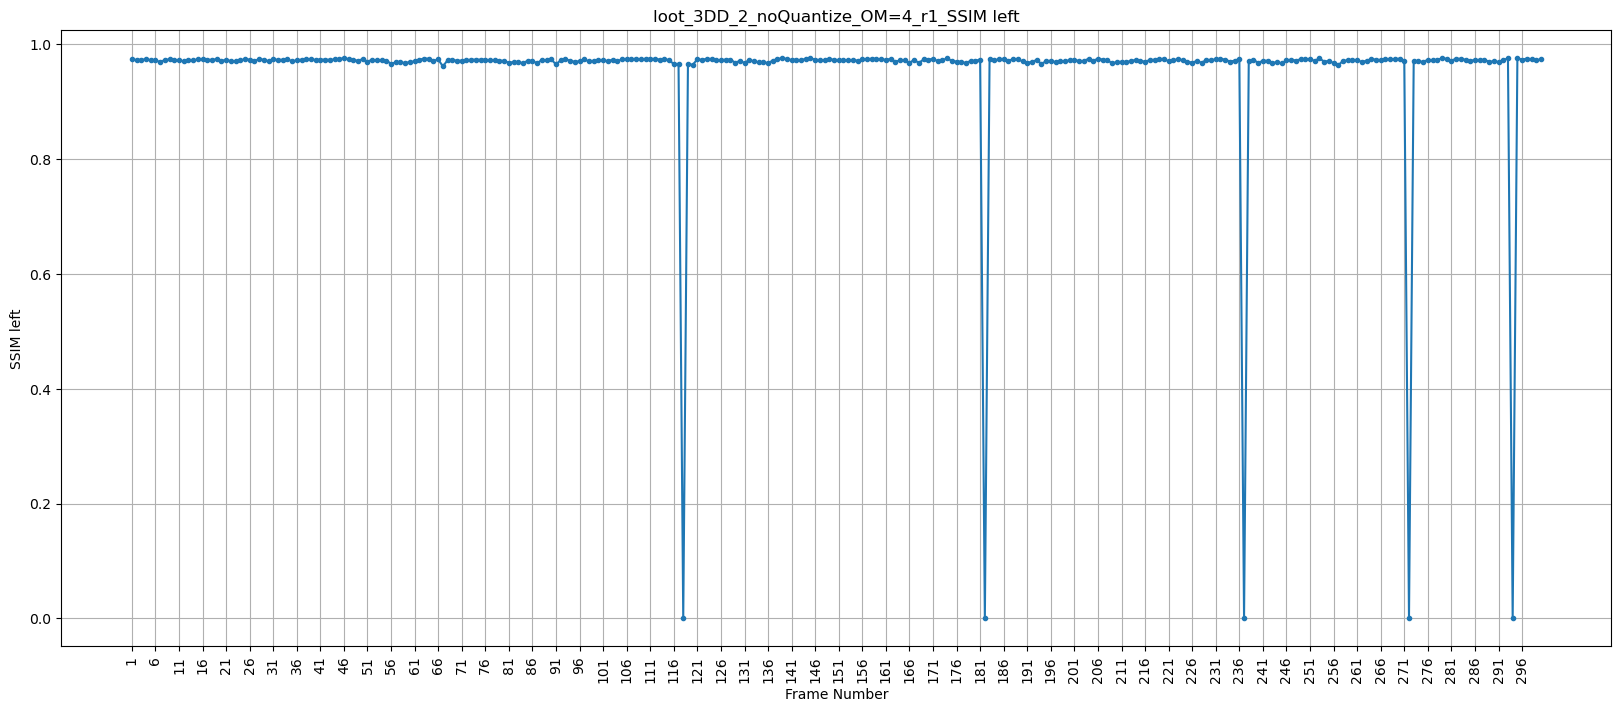 loot_3DD_2_noQuantize_OM=4_r1_SSIM left
1.0
0.8
0.6
0.4
0.2
0.0
SSIM left
1 6 11 16 21 26 31 36 41 46 51 56 61 66 71 76 81 86 91 96 101 106 111 116 121 126 131 136 141 146 151 156 161 166 171 176 181 186 191 196 201 206 211 216 221 226 231 236 241 246 251 256 261 266 271 276 281 286 291 296
Frame Number